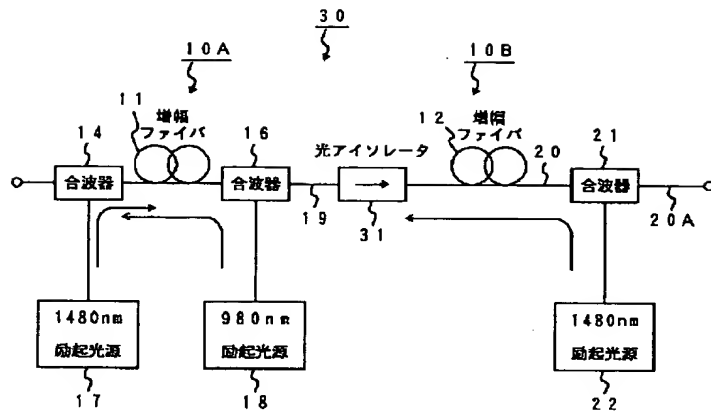 30
10A
10B
11
増幅
ファイバ
12
増幅
ファイバ
14
16
光アイソレータ
20
21
合波器
合波器
→
合波器
19
31
20A
1480nm
励起光源
980nm
励起光源
1480nm
励起光源
17
18
22